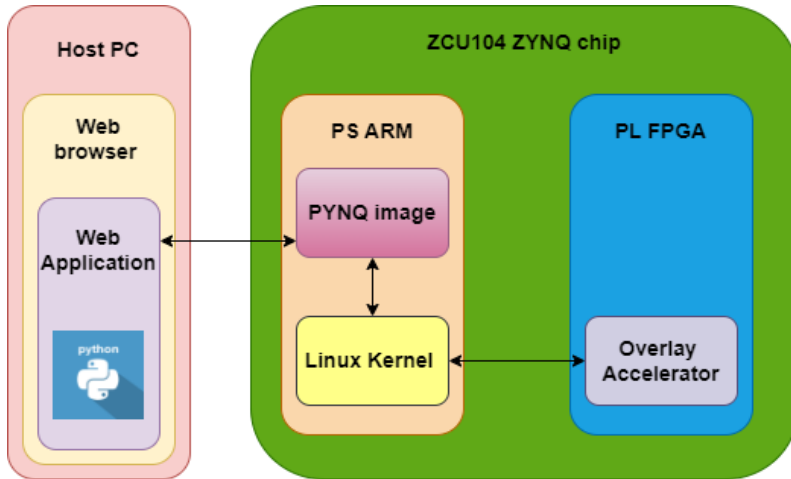 Host PC
Web
browser
Web
Application
python
ZCU104 ZYNQ chip
PS ARM
PYNQ image
Linux Kernel
PL FPGA
Overlay
Accelerator